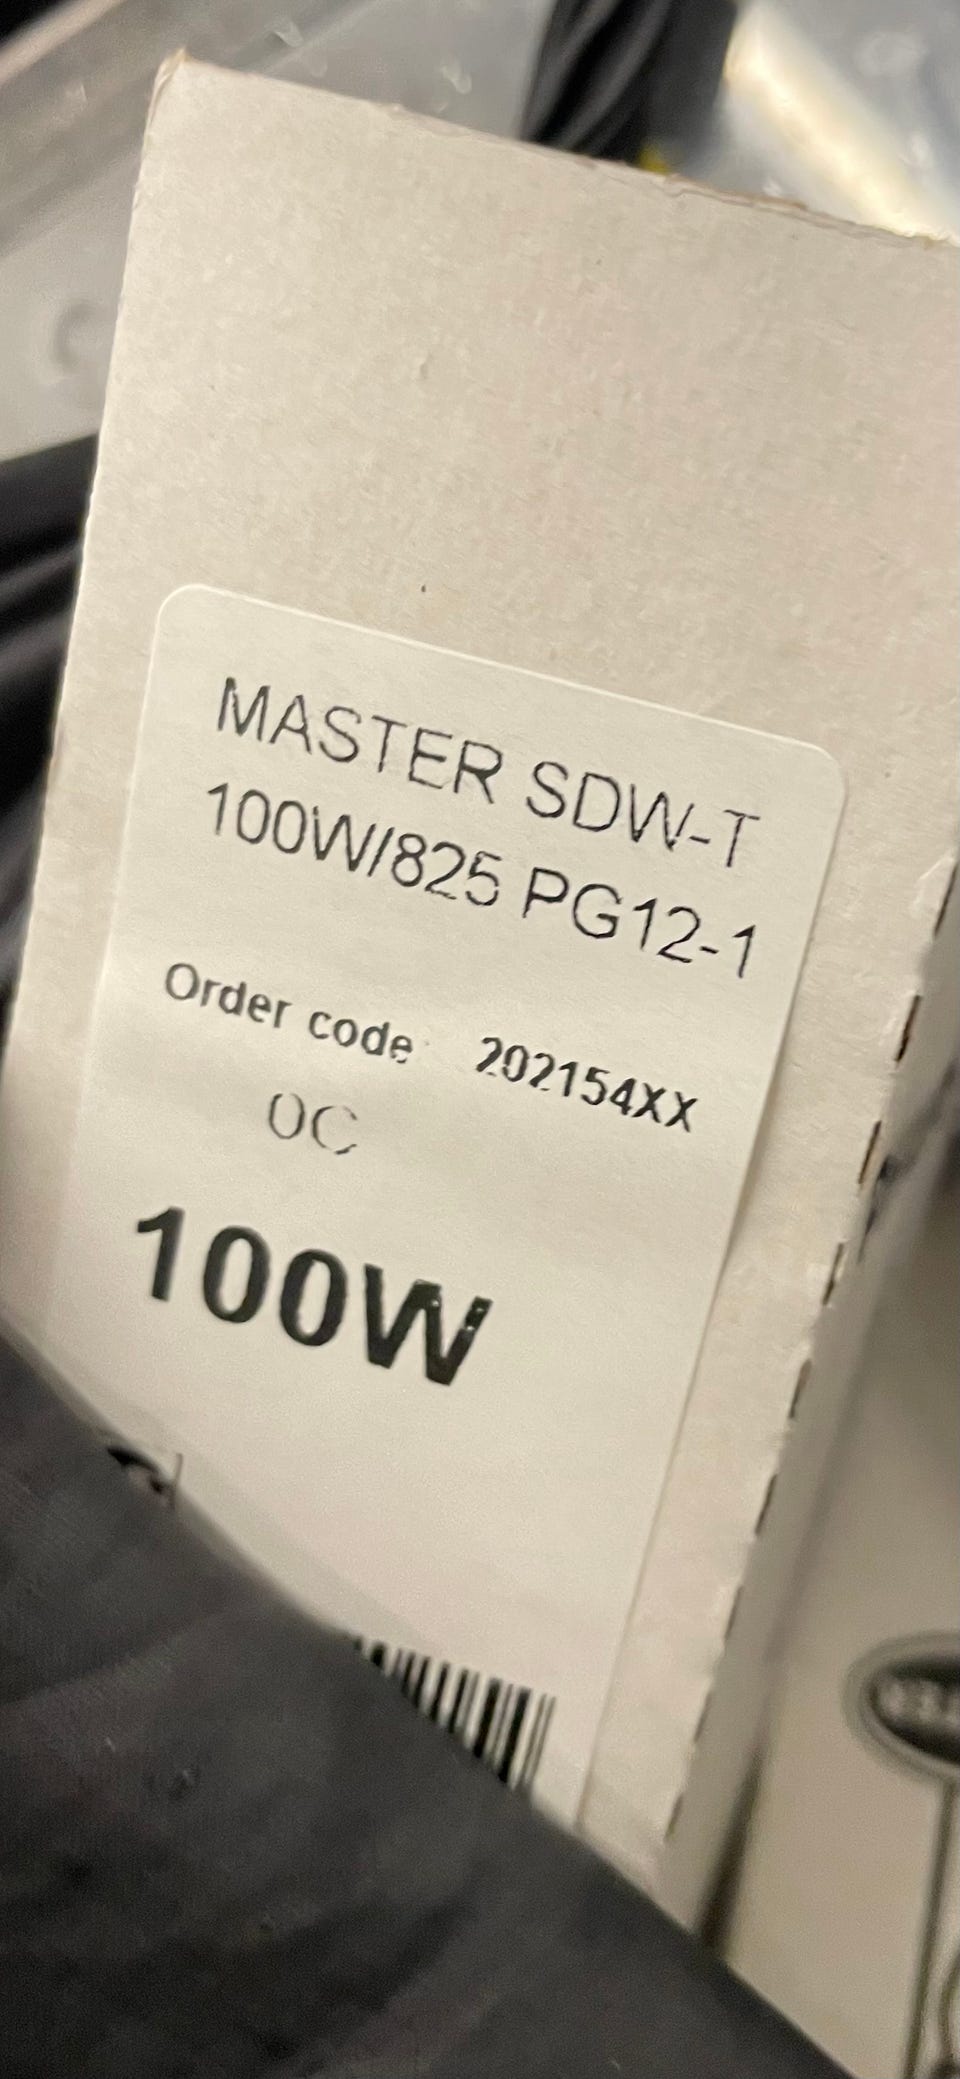 MASTER SDW-T
100W/825 PG12-1
Order code 202154XX
0C
100W